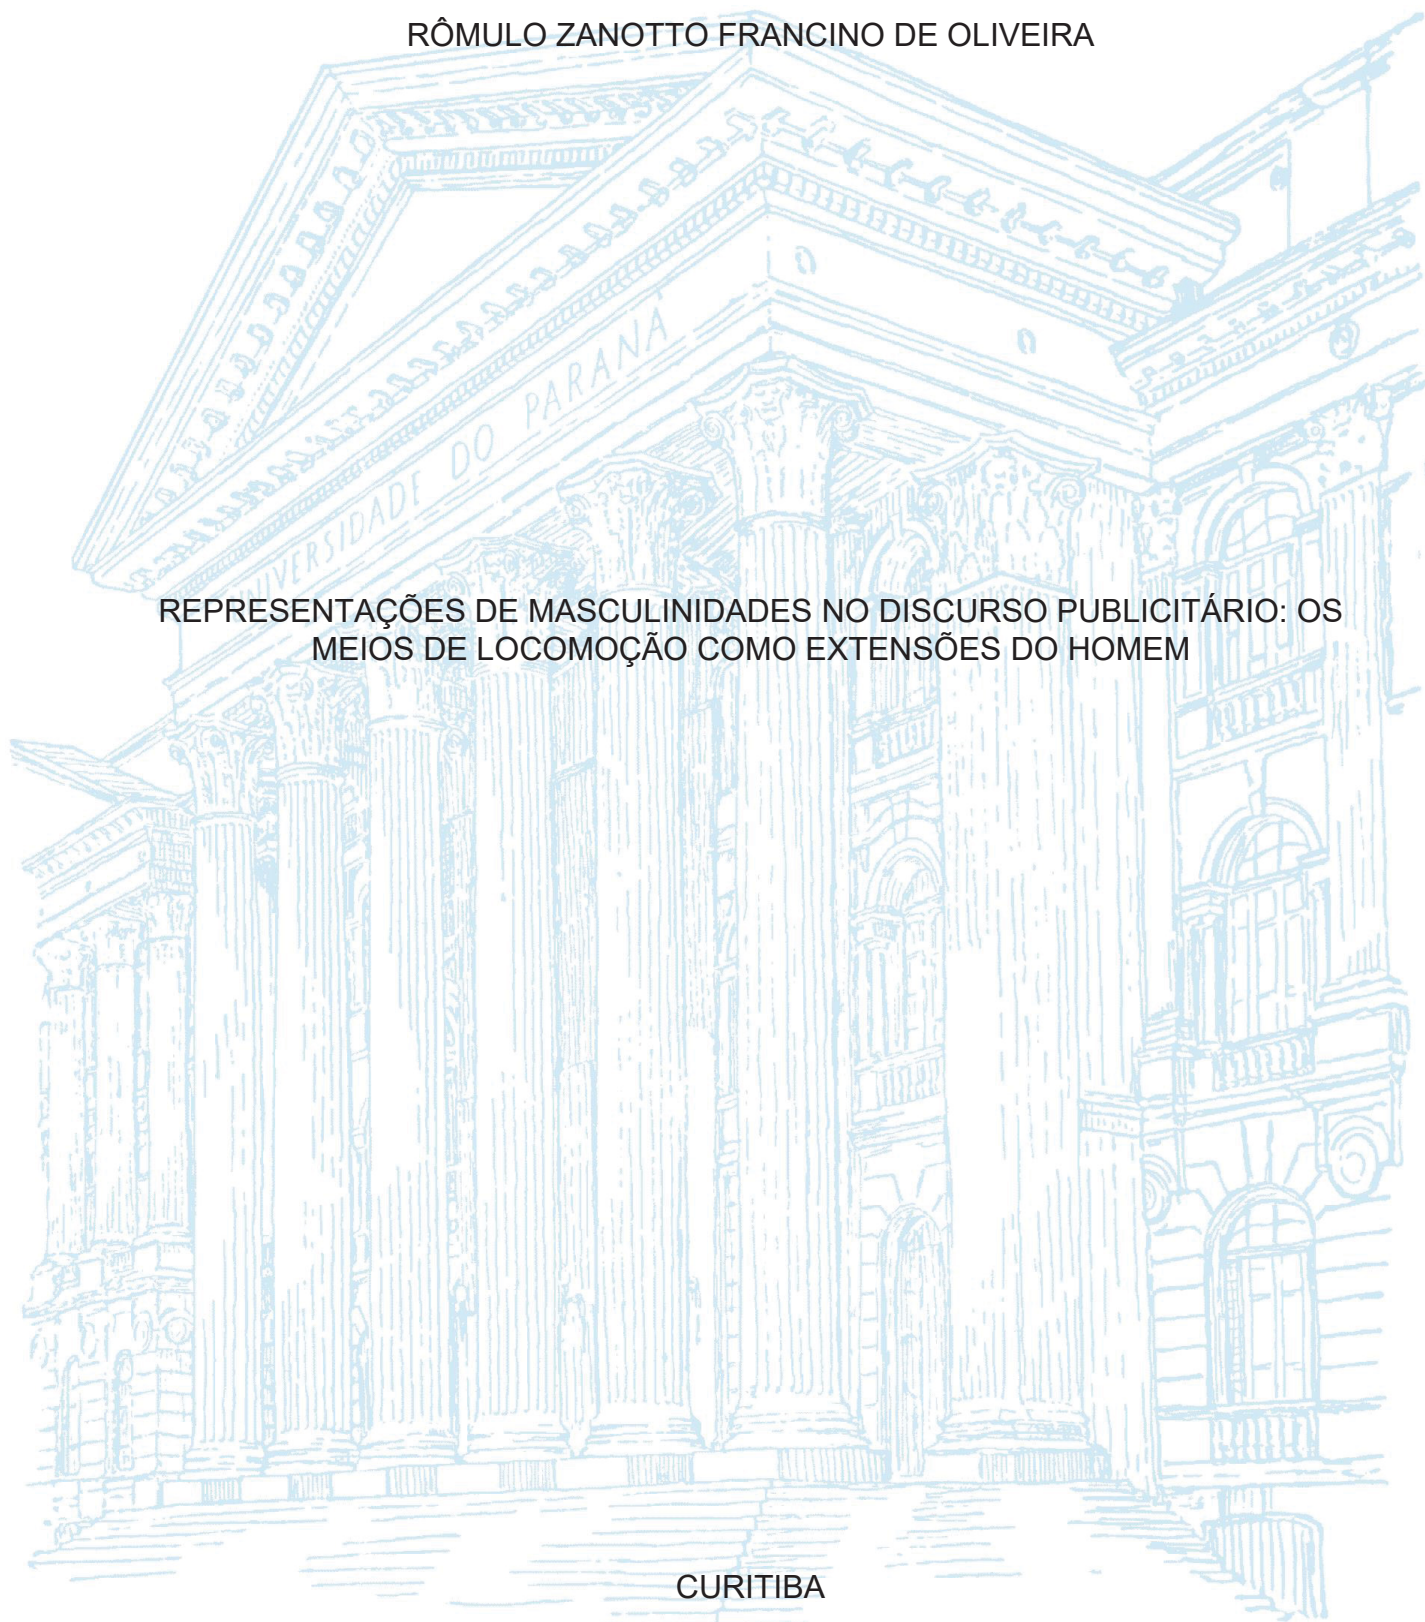 RÔMULO ZANOTTO FRANCINO DE OLIVEIRA
UNIVERSIDADE DO PARANÁ
REPRESENTAÇÕES DE MASCULINIDADES NO DISCURSO PUBLICITÁRIO: OS
MEIOS DE LOCOMOÇÃO COMO EXTENSÕES DO HOMEM
CURITIBA